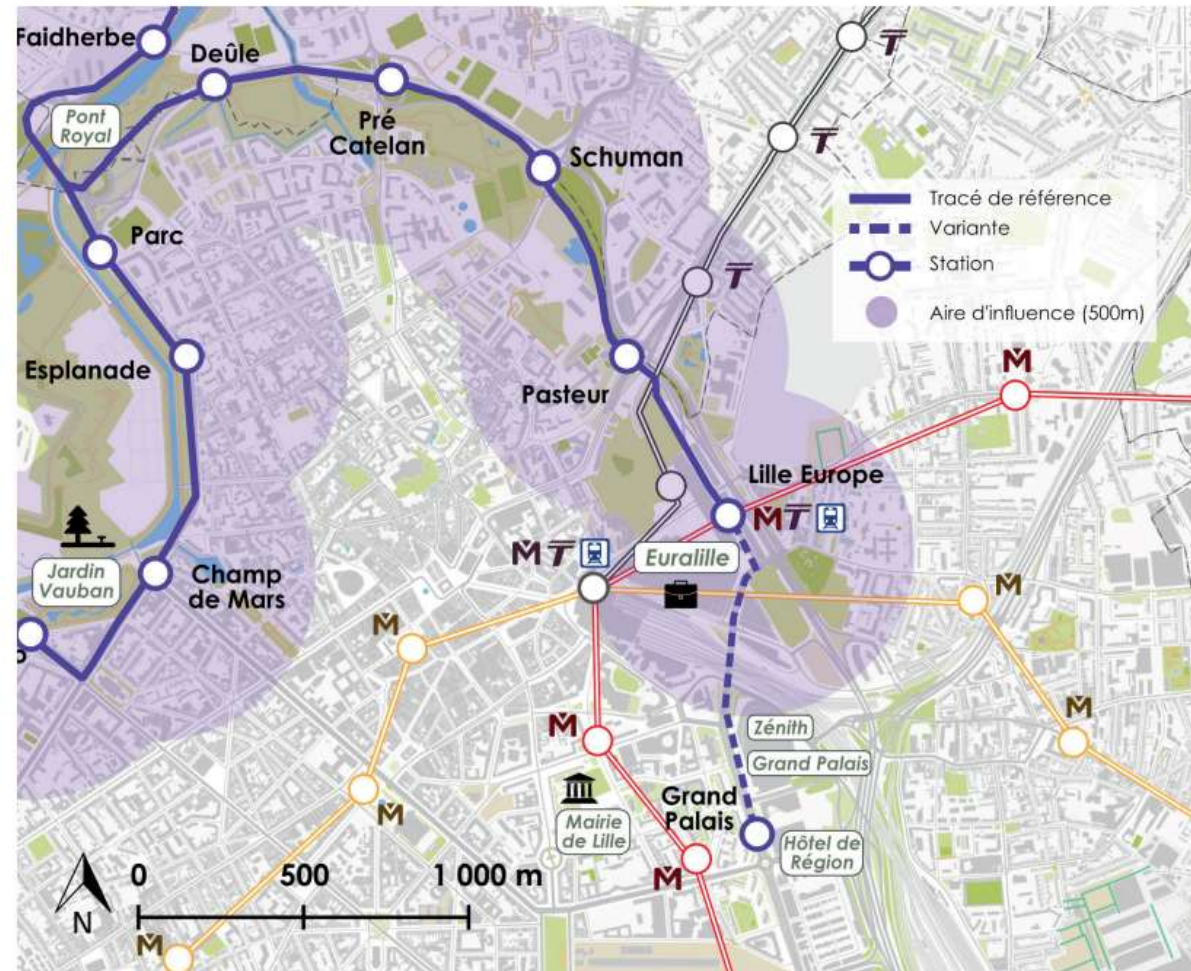 Faidherbe
Deûle
Pont
Royal
Pré
Catelan
T
T
Schuman
Tracé de référence
Variante
Station
Aire d'influence (500m)
Parc
T
Esplanade
Pasteur
M
Lille Europe
M T
Jardin
Vauban
Champ
de Mars
M T
Euralille
M
M
M
M
Zénith
Grand Palais
M
Grand
Palais
Mairie
de Lille
Hôtel de
Région
M
0 500 1 000 m
N
M